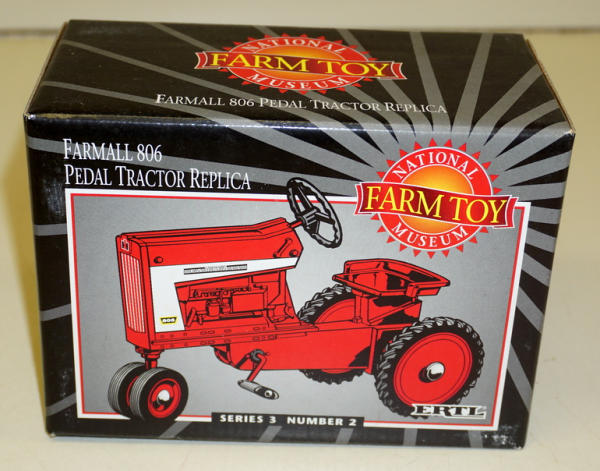 NATIONAL
FARM TOY
MUSEUM
FARMALL 806 PEDAL TRACTOR REPLICA
FARMALL 806
PEDAL TRACTOR REPLICA
NATIONAL
FARM TOY
MUSEUM
806
SERIES 3 NUMBER 2
ERTL